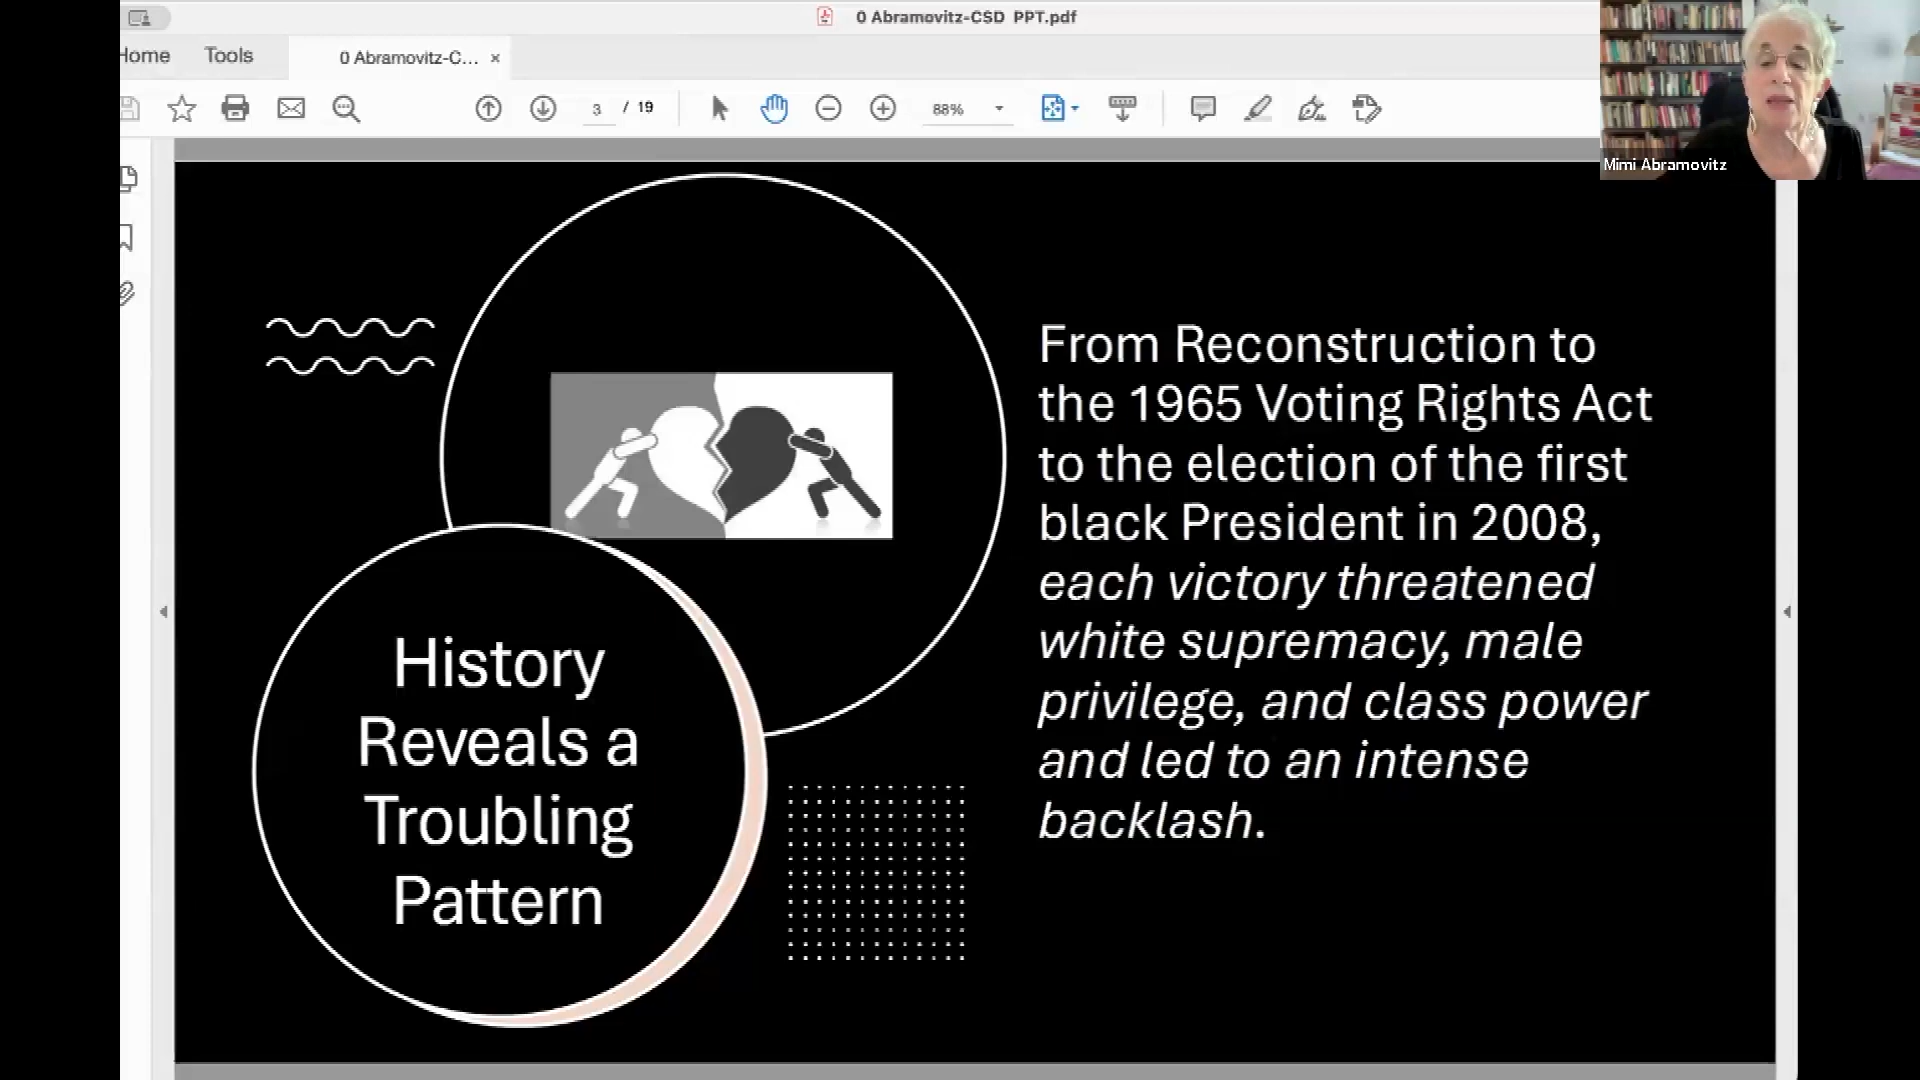 0 Abramovitz-CSD PPT.pdf
Home
Tools
0 Abramovitz-C...
3 / 19
88%
Mimi Abramovitz
History
Reveals a
Troubling
Pattern
From Reconstruction to
the 1965 Voting Rights Act
to the election of the first
black President in 2008,
each victory threatened
white supremacy, male
privilege, and class power
and led to an intense
backlash.